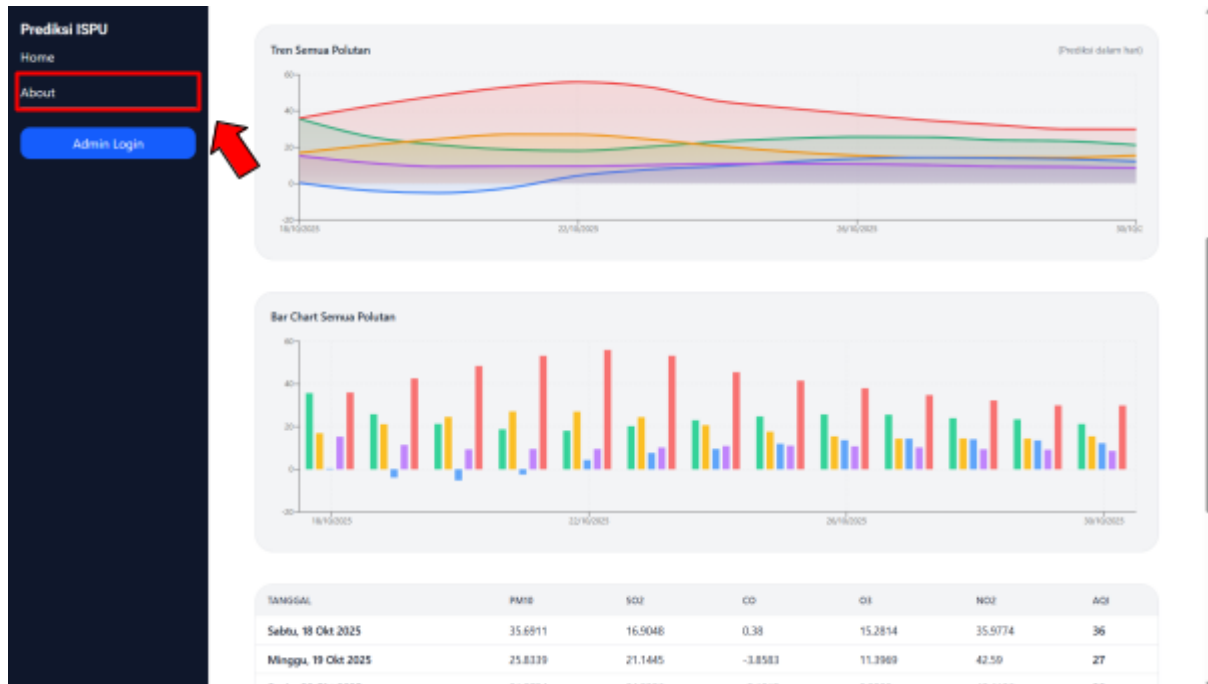 Prediksi ISPU
Home
About
Admin Login
Tren Semua Polutan
(Prediksi dalam hari)
60
40
20
0
-20
18/10/2025 22/10/2025 26/10/2025
Bar Chart Semua Polutan
60
40
20
0
-20
18/10/2025 22/10/2025 26/10/2025 30/10/2025
TANGGAL PM10 SO2 CO O3 NO2 AQI
Sabtu, 18 Okt 2025 35.6911 16.9048 0.38 15.2814 35.9774 36
Minggu, 19 Okt 2025 25.8339 21.1445 -3.8583 11.3969 42.59 27